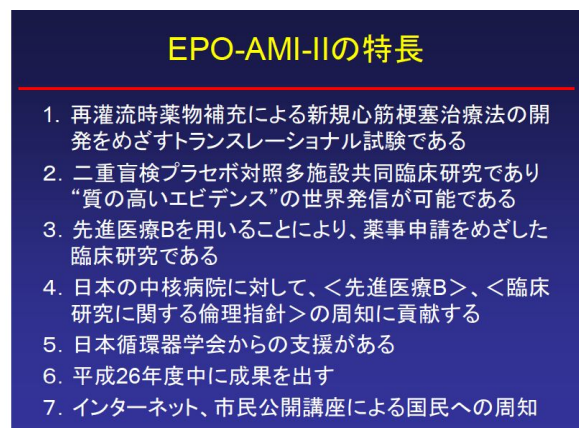 EPO-AMI-IIの特長
1. 再灌流時薬物補充による新規心筋梗塞治療法の開
発をめざすトランスレーショナル試験である
2. 二重盲検プラセボ対照多施設共同臨床研究であり
“質の高いエビデンス”の世界発信が可能である
3. 先進医療Bを用いることにより、薬事申請をめざした
臨床研究である
4. 日本の中核病院に対して、＜先進医療B＞、＜臨床
研究に関する倫理指針＞の周知に貢献する
5. 日本循環器学会からの支援がある
6. 平成26年度中に成果を出す
7. インターネット、市民公開講座による国民への周知